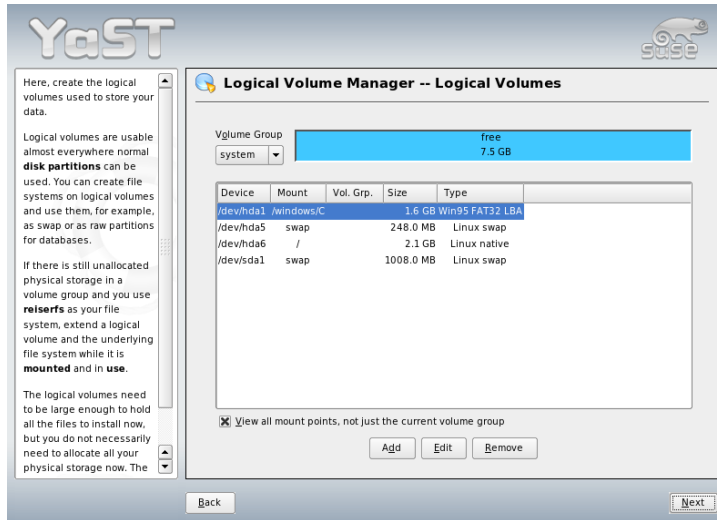 YaST
suse
Here, create the logical
volumes used to store your
data.
Logical volumes are usable
almost everywhere normal
disk partitions can be
used. You can create file
systems on logical volumes
and use them, for example,
as swap or as raw partitions
for databases.
If there is still unallocated
physical storage in a
volume group and you use
reiserfs as your file
system, extend a logical
volume and the underlying
file system while it is
mounted and in use.
The logical volumes need
to be large enough to hold
all the files to install now,
but you do not necessarily
need to allocate all your
physical storage now. The
Logical Volume Manager -- Logical Volumes
Volume Group
system
free
7.5 GB
Device Mount Vol. Grp. Size Type
/dev/hda1 /windows/C 1.6 GB Win95 FAT32 LBA
/dev/hda5 swap 248.0 MB Linux swap
/dev/hda6 / 2.1 GB Linux native
/dev/sda1 swap 1008.0 MB Linux swap
View all mount points, not just the current volume group
Add Edit Remove
Back Next